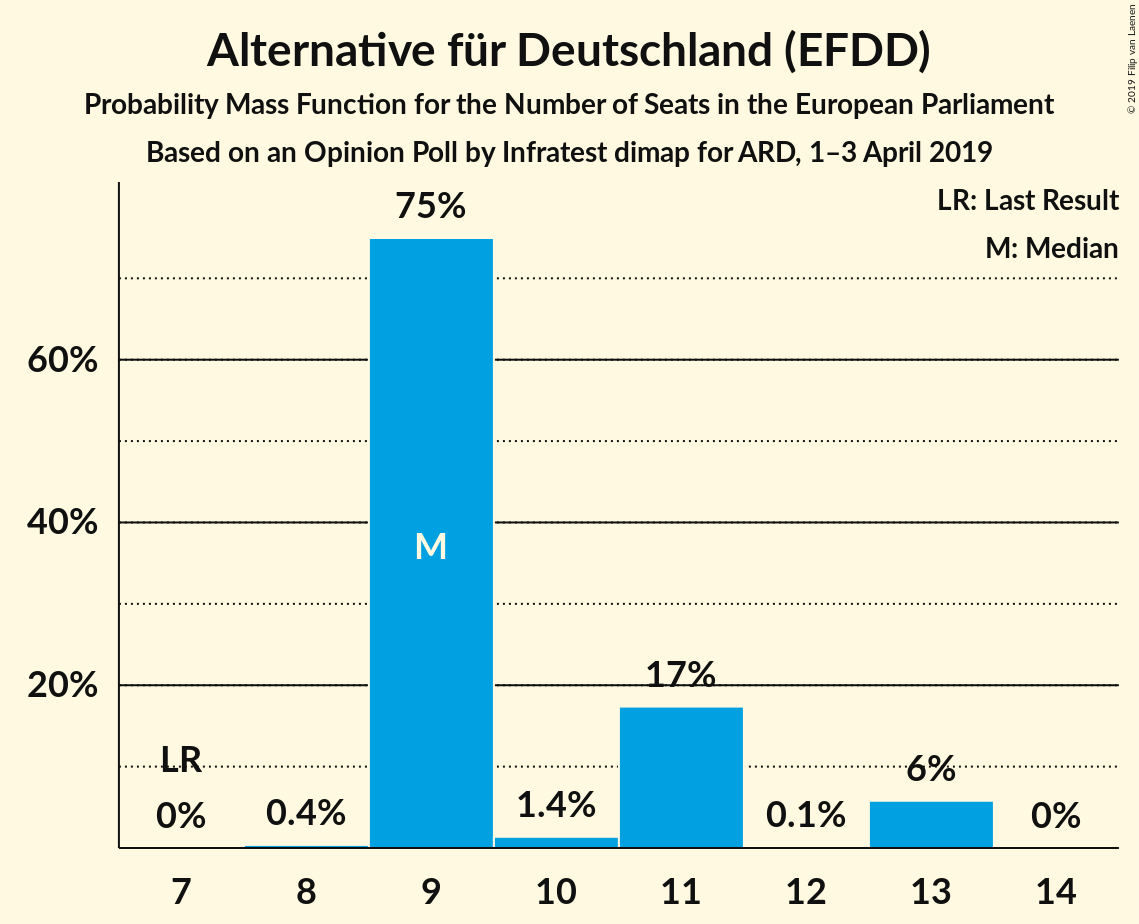 Alternative für Deutschland (EFDD)
Probability Mass Function for the Number of Seats in the European Parliament
Based on an Opinion Poll by Infratest dimap for ARD, 1–3 April 2019
© 2019 Filip van Laenen
LR: Last Result
M: Median
75%
60%
40%
M
20%
17%
LR
6%
0%
0.4%
1.4%
0.1%
0%
7 8 9 10 11 12 13 14